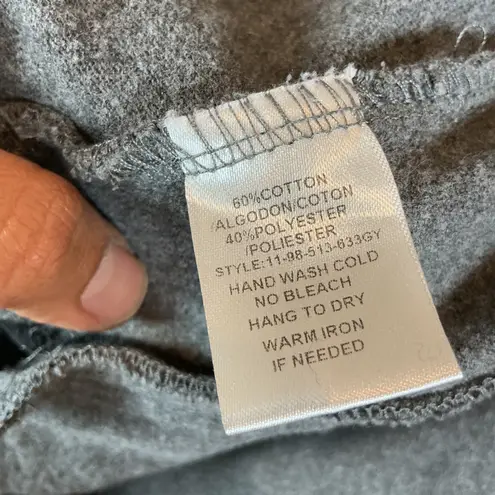 60%COTTON
/ALGODON/COTON
40%POLYESTER
/POLIESTER
STYLE:11-98-513-633GY
HAND WASH COLD
NO BLEACH
HANG TO DRY
WARM IRON
IF NEEDED